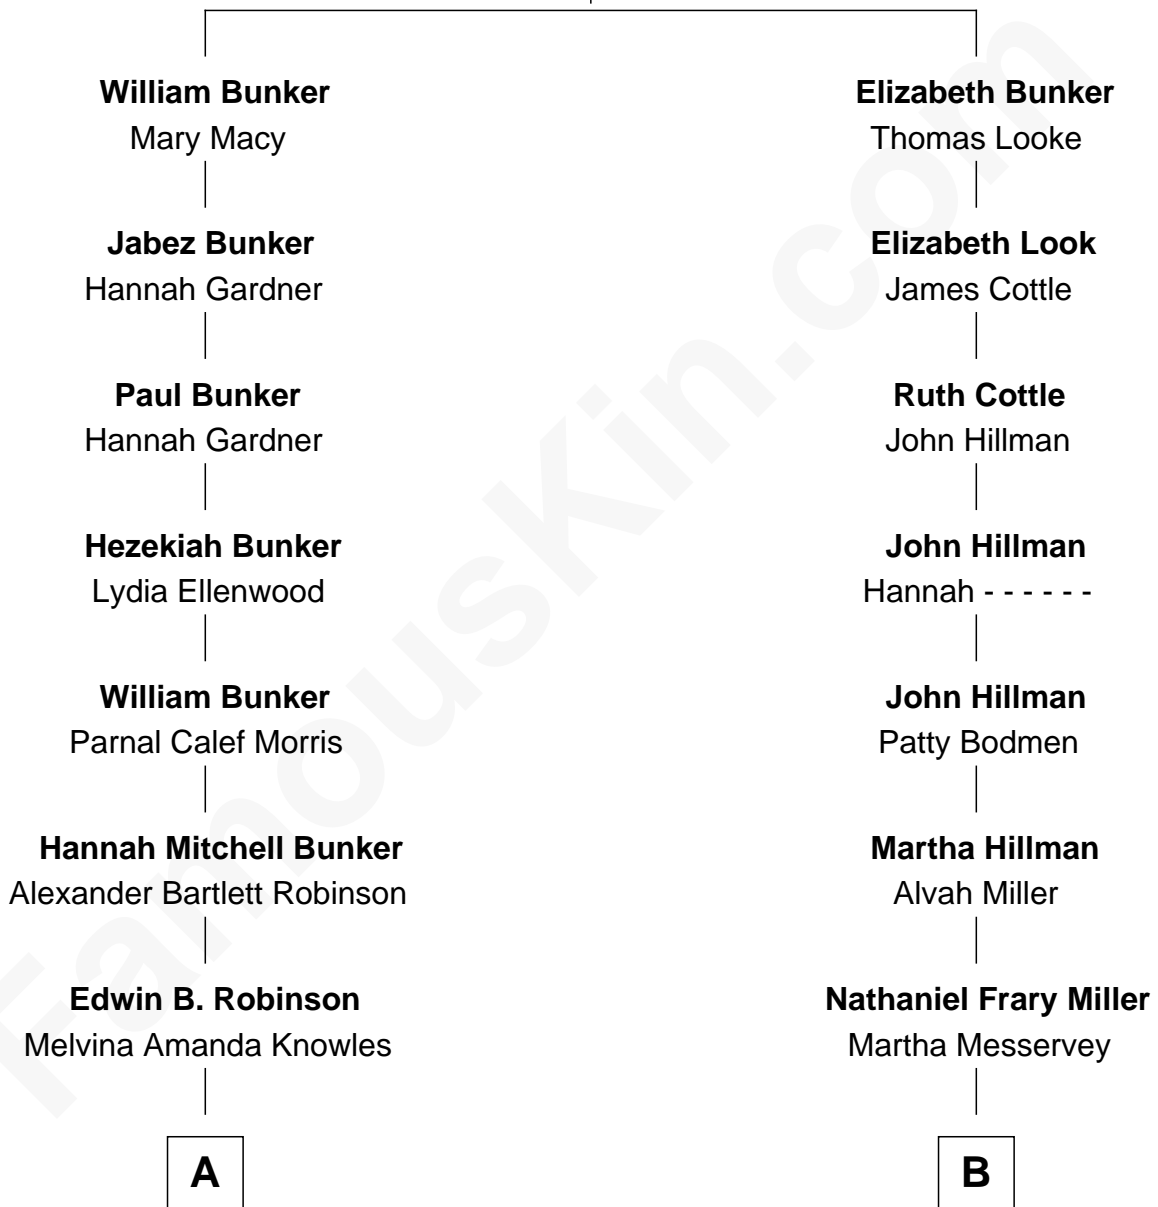 William Bunker
Mary Macy
Jabez Bunker
Hannah Gardner
Paul Bunker
Hannah Gardner
Hezekiah Bunker
Lydia Ellenwood
William Bunker
Parnal Calef Morris
Hannah Mitchell Bunker
Alexander Bartlett Robinson
Edwin B. Robinson
Melvina Amanda Knowles
A
Elizabeth Bunker
Thomas Looke
Elizabeth Look
James Cottle
Ruth Cottle
John Hillman
John Hillman
Hannah - - - - - -
John Hillman
Patty Bodmen
Martha Hillman
Alvah Miller
Nathaniel Frary Miller
Martha Messervey
B
FamousKin.com